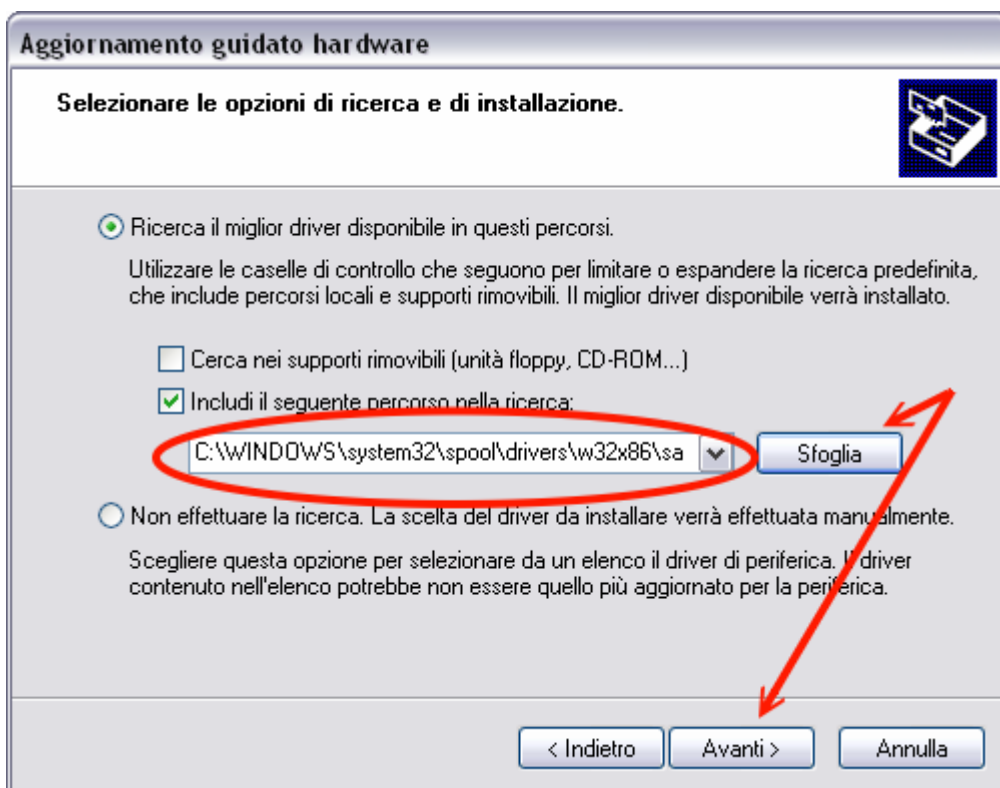 Aggiornamento guidato hardware
Selezionare le opzioni di ricerca e di installazione.
Ricerca il miglior driver disponibile in questi percorsi.
Utilizzare le caselle di controllo che seguono per limitare o espandere la ricerca predefinita,
che include percorsi locali e supporti rimovibili. Il miglior driver disponibile verrà installato.
Cerca nei supporti rimovibili (unità floppy, CD-ROM...)
Includi il seguente percorso nella ricerca:
C:\WINDOWS\system32\spool\drivers\w32x86\sa
Sfoglia
Non effettuare la ricerca. La scelta del driver da installare verrà effettuata manualmente.
Scegliere questa opzione per selezionare da un elenco il driver di periferica. Il driver
contenuto nell'elenco potrebbe non essere quello più aggiornato per la periferica.
< Indietro
Avanti >
Annulla